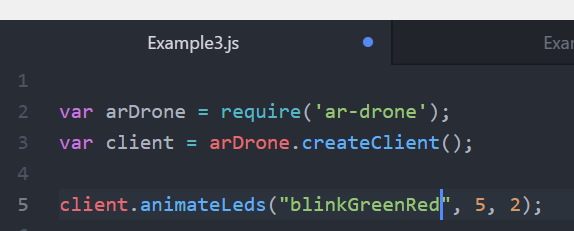 Example3.js
Exam
1
2 var arDrone = require('ar-drone');
3 var client = arDrone.createClient();
4
5 client.animateLeds("blinkGreenRed", 5, 2);